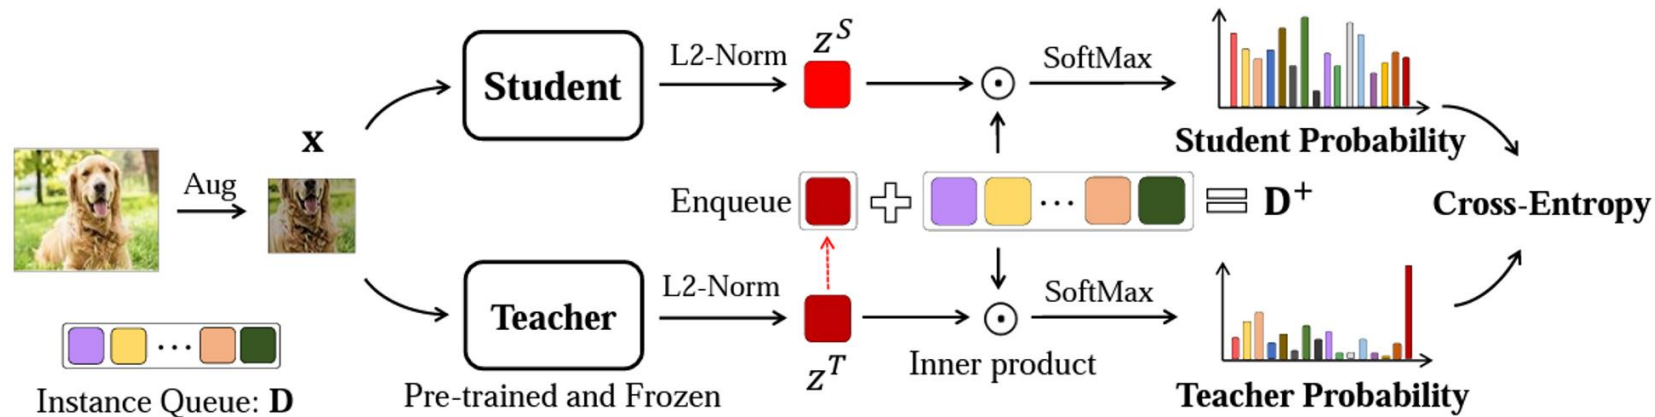 Aug
x
Student
L2-Norm
z^S
SoftMax
Student Probability
Enqueue
+
...
= D^+
Cross-Entropy
Teacher
L2-Norm
z^T
Inner product
SoftMax
Teacher Probability
...
Instance Queue: D
Pre-trained and Frozen